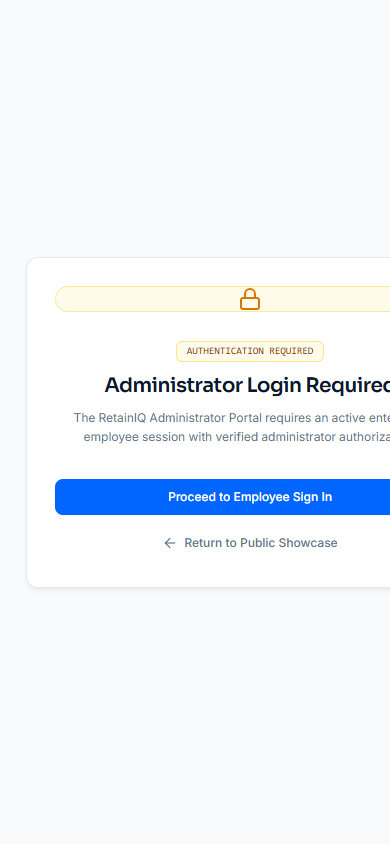 AUTHENTICATION REQUIRED
Administrator Login Required
The RetainIQ Administrator Portal requires an active
employee session with verified administrator
Proceed to Employee Sign In
Return to Public Showcase